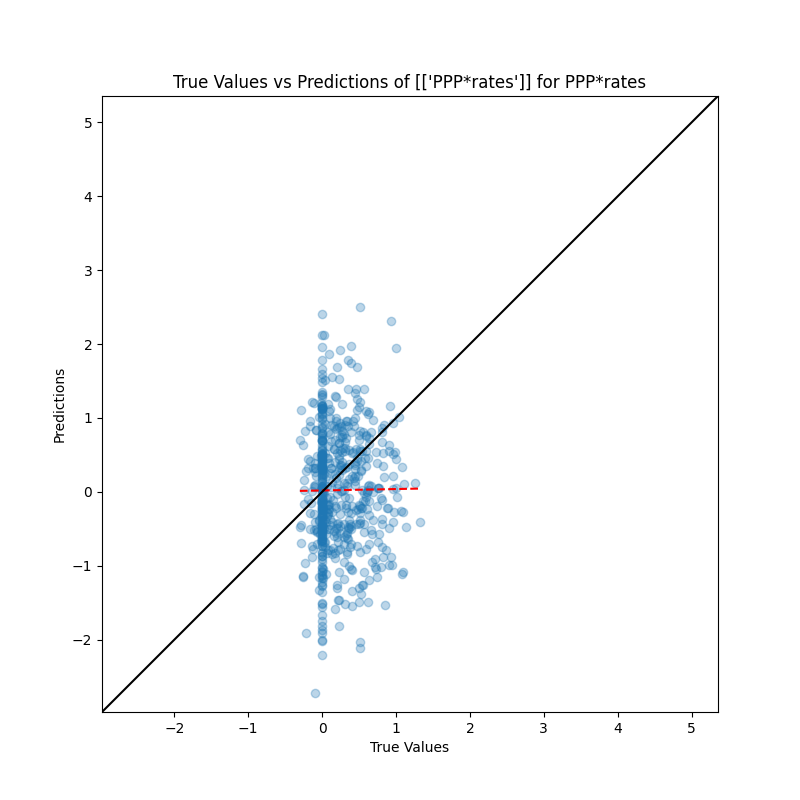 True Values vs Predictions of [['PPP*rates']] for PPP*rates
5
4
3
2
1
0
−1
−2
Predictions
−2 −1 0 1 2 3 4 5
True Values